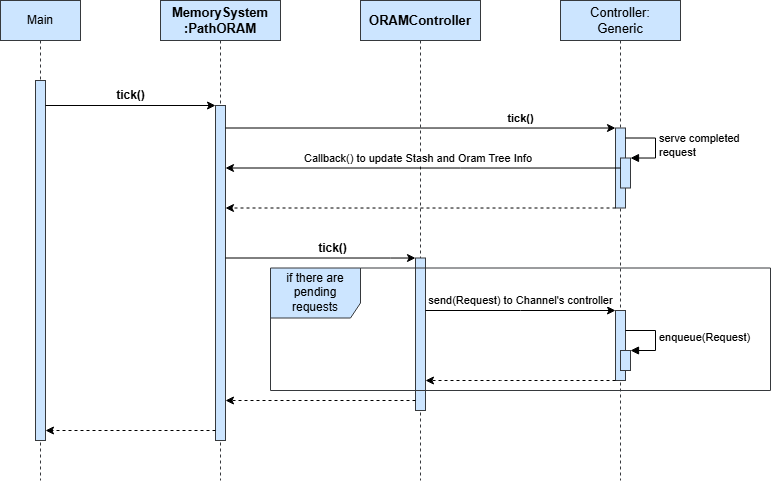 Main
MemorySystem
:PathORAM
ORAMController
Controller:
Generic
tick()
tick()
serve completed
request
Callback() to update Stash and Oram Tree Info
tick()
if there are
pending
requests
send(Request) to Channel's controller
enqueue(Request)